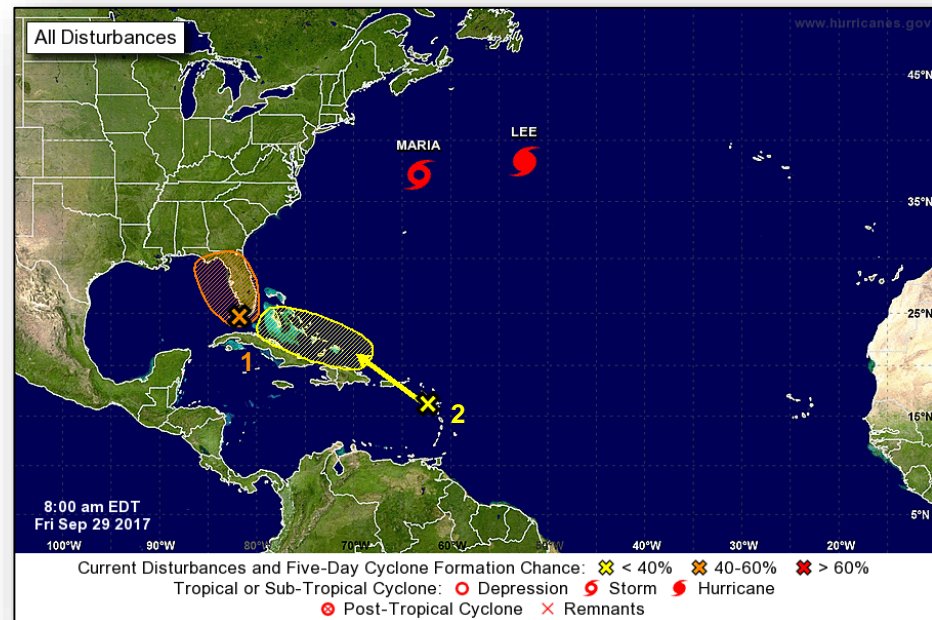 All Disturbances
www.hurricanes.gov
45°N
LEE
MARIA
35°N
25°N
1
2
15°N
8:00 am EDT
Fri Sep 29 2017
5°N
100°W 90°W 80°W 70°W 60°W 50°W 40°W 30°W 20°W
Current Disturbances and Five-Day Cyclone Formation Chance: < 40% 40-60% > 60%
Tropical or Sub-Tropical Cyclone: Depression Storm Hurricane
Post-Tropical Cyclone Remnants